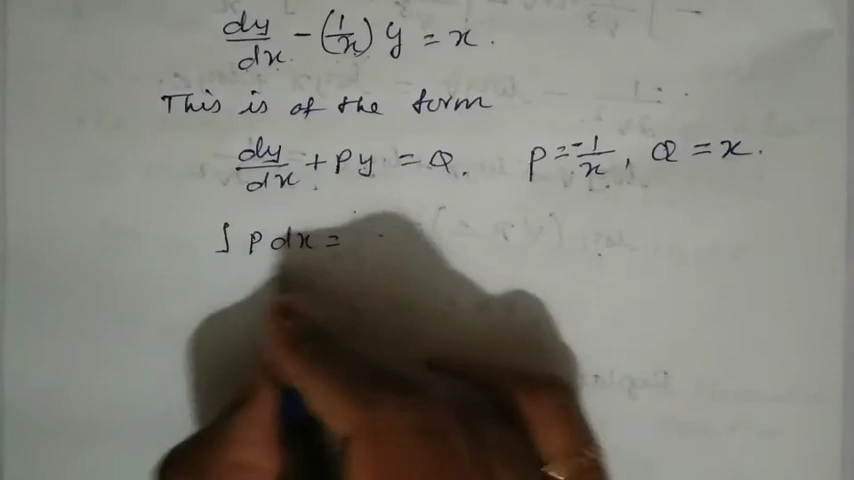 dy/dx - (1/x) y = x.
This is of the form
dy/dx + Py = Q. P = -1/x, Q = x.
∫ P dx =